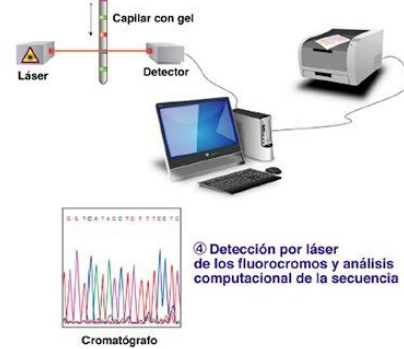 Capilar con gel
Láser
Detector
G G T C A T A G C T G T T T C C T G
④ Detección por láser
de los fluorocromos y análisis
computacional de la secuencia
Cromatógrafo